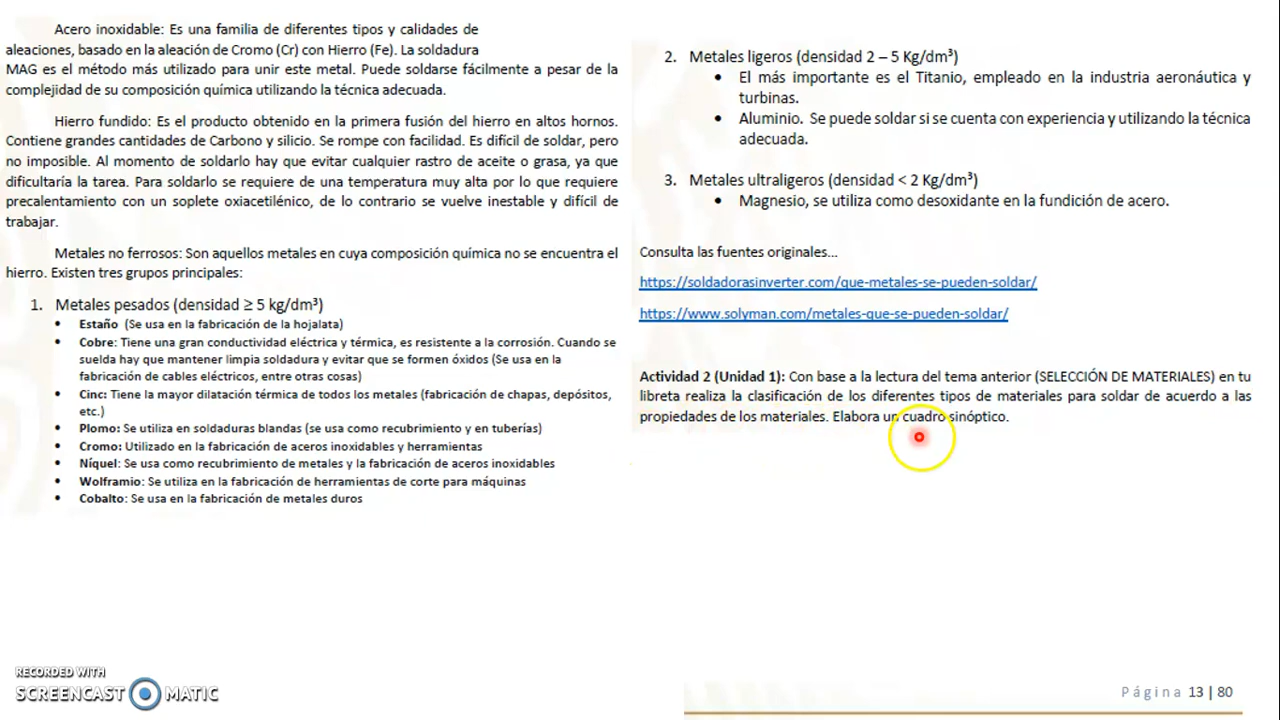 Acero inoxidable: Es una familia de diferentes tipos y calidades de
aleaciones, basado en la aleación de Cromo (Cr) con Hierro (Fe). La soldadura
MAG es el método más utilizado para unir este metal. Puede soldarse fácilmente a pesar de la
complejidad de su composición química utilizando la técnica adecuada.
Hierro fundido: Es el producto obtenido en la primera fusión del hierro en altos hornos.
Contiene grandes cantidades de Carbono y silicio. Se rompe con facilidad. Es difícil de soldar, pero
no imposible. Al momento de soldarlo hay que evitar cualquier rastro de aceite o grasa, ya que
dificultaría la tarea. Para soldarlo se requiere de una temperatura muy alta por lo que requiere
precalentamiento con un soplete oxiacetilénico, de lo contrario se vuelve inestable y difícil de
trabajar.
Metales no ferrosos: Son aquellos metales en cuya composición química no se encuentra el
hierro. Existen tres grupos principales:
1. Metales pesados (densidad ≥ 5 kg/dm³)
• Estaño (Se usa en la fabricación de la hojalata)
• Cobre: Tiene una gran conductividad eléctrica y térmica, es resistente a la corrosión. Cuando se
suelda hay que mantener limpia soldadura y evitar que se formen óxidos (Se usa en la
fabricación de cables eléctricos, entre otras cosas)
• Cinc: Tiene la mayor dilatación térmica de todos los metales (fabricación de chapas, depósitos,
etc.)
• Plomo: Se utiliza en soldaduras blandas (se usa como recubrimiento y en tuberías)
• Cromo: Utilizado en la fabricación de aceros inoxidables y herramientas
• Níquel: Se usa como recubrimiento de metales y la fabricación de aceros inoxidables
• Wolframio: Se utiliza en la fabricación de herramientas de corte para máquinas
• Cobalto: Se usa en la fabricación de metales duros
2. Metales ligeros (densidad 2 – 5 Kg/dm³)
• El más importante es el Titanio, empleado en la industria aeronáutica y
turbinas.
• Aluminio. Se puede soldar si se cuenta con experiencia y utilizando la técnica
adecuada.
3. Metales ultraligeros (densidad < 2 Kg/dm³)
• Magnesio, se utiliza como desoxidante en la fundición de acero.
Consulta las fuentes originales...
https://soldadorasinverter.com/que-metales-se-pueden-soldar/
https://www.solyman.com/metales-que-se-pueden-soldar/
Actividad 2 (Unidad 1): Con base a la lectura del tema anterior (SELECCIÓN DE MATERIALES) en tu
libreta realiza la clasificación de los diferentes tipos de materiales para soldar de acuerdo a las
propiedades de los materiales. Elabora un cuadro sinóptico.
RECORDED WITH
SCREENCAST MATIC
Página 13 | 80